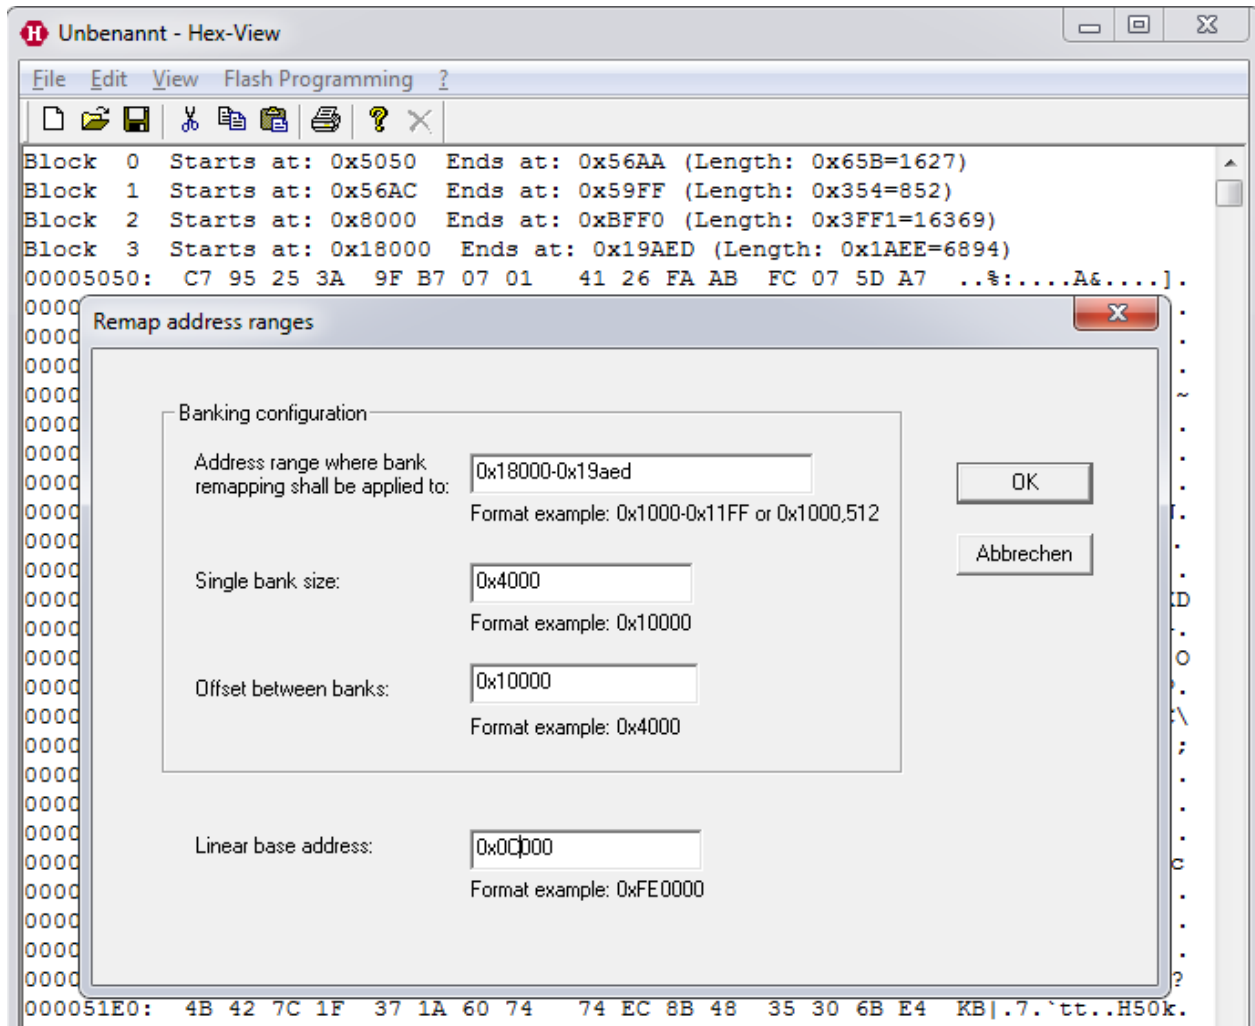 Unbenannt - Hex-View
File Edit View Flash Programming ?
Block 0 Starts at: 0x5050 Ends at: 0x56AA (Length: 0x65B=1627)
Block 1 Starts at: 0x56AC Ends at: 0x59FF (Length: 0x354=852)
Block 2 Starts at: 0x8000 Ends at: 0xBFF0 (Length: 0x3FF1=16369)
Block 3 Starts at: 0x18000 Ends at: 0x19AED (Length: 0x1AEE=6894)
00005050: C7 95 25 3A 9F B7 07 01 41 26 FA AB FC 07 5D A7 ..%:....A&....].
Remap address ranges
Banking configuration
Address range where bank
remapping shall be applied to:
0x18000-0x19aed
Format example: 0x1000-0x11FF or 0x1000,512
OK
Abbrechen
Single bank size:
0x4000
Format example: 0x10000
Offset between banks:
0x10000
Format example: 0x4000
Linear base address:
0x0C000
Format example: 0xFE0000
000051E0: 4B 42 7C 1F 37 1A 60 74 74 EC 8B 48 35 30 6B E4 KB|.7.`tt..H50k.